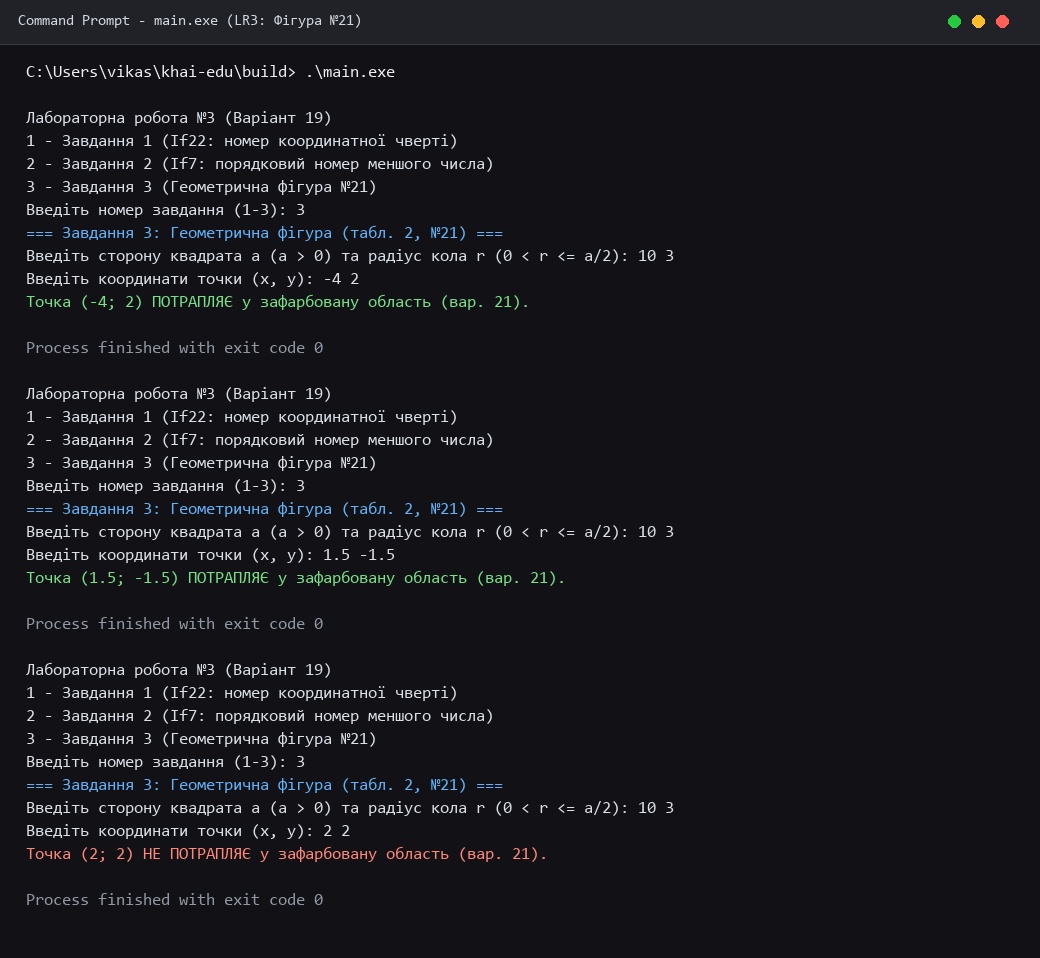 Command Prompt - main.exe (LR3: Фігура №21)
C:\Users\vikas\khai-edu\build> .\main.exe
Лабораторна робота №3 (Варіант 19)
1 - Завдання 1 (If22: номер координатної чверті)
2 - Завдання 2 (If7: порядковий номер меншого числа)
3 - Завдання 3 (Геометрична фігура №21)
Введіть номер завдання (1-3): 3
=== Завдання 3: Геометрична фігура (табл. 2, №21) ===
Введіть сторону квадрата a (a > 0) та радіус кола r (0 < r <= a/2): 10 3
Введіть координати точки (x, y): -4 2
Точка (-4; 2) ПОТРАПЛЯЄ у зафарбовану область (вар. 21).
Process finished with exit code 0
Лабораторна робота №3 (Варіант 19)
1 - Завдання 1 (If22: номер координатної чверті)
2 - Завдання 2 (If7: порядковий номер меншого числа)
3 - Завдання 3 (Геометрична фігура №21)
Введіть номер завдання (1-3): 3
=== Завдання 3: Геометрична фігура (табл. 2, №21) ===
Введіть сторону квадрата a (a > 0) та радіус кола r (0 < r <= a/2): 10 3
Введіть координати точки (x, y): 1.5 -1.5
Точка (1.5; -1.5) ПОТРАПЛЯЄ у зафарбовану область (вар. 21).
Process finished with exit code 0
Лабораторна робота №3 (Варіант 19)
1 - Завдання 1 (If22: номер координатної чверті)
2 - Завдання 2 (If7: порядковий номер меншого числа)
3 - Завдання 3 (Геометрична фігура №21)
Введіть номер завдання (1-3): 3
=== Завдання 3: Геометрична фігура (табл. 2, №21) ===
Введіть сторону квадрата a (a > 0) та радіус кола r (0 < r <= a/2): 10 3
Введіть координати точки (x, y): 2 2
Точка (2; 2) НЕ ПОТРАПЛЯЄ у зафарбовану область (вар. 21).
Process finished with exit code 0